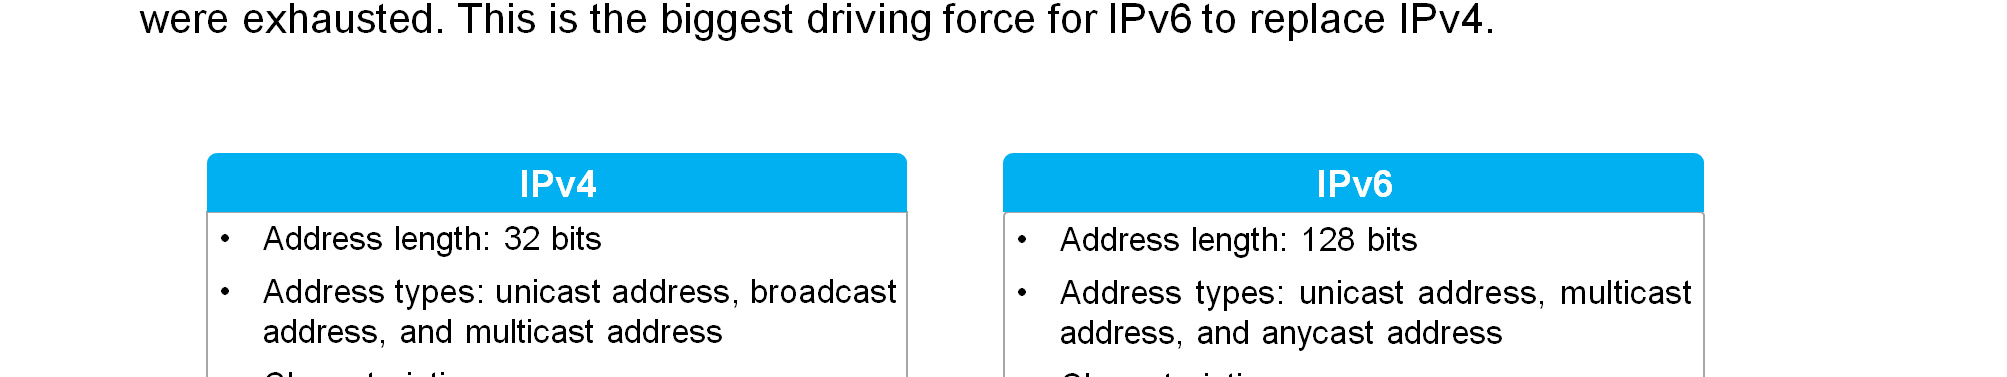 were exhausted. This is the biggest driving force for IPv6 to replace IPv4.
IPv4
• Address length: 32 bits
• Address types: unicast address, broadcast
address, and multicast address
IPv6
• Address length: 128 bits
• Address types: unicast address, multicast
address, and anycast address